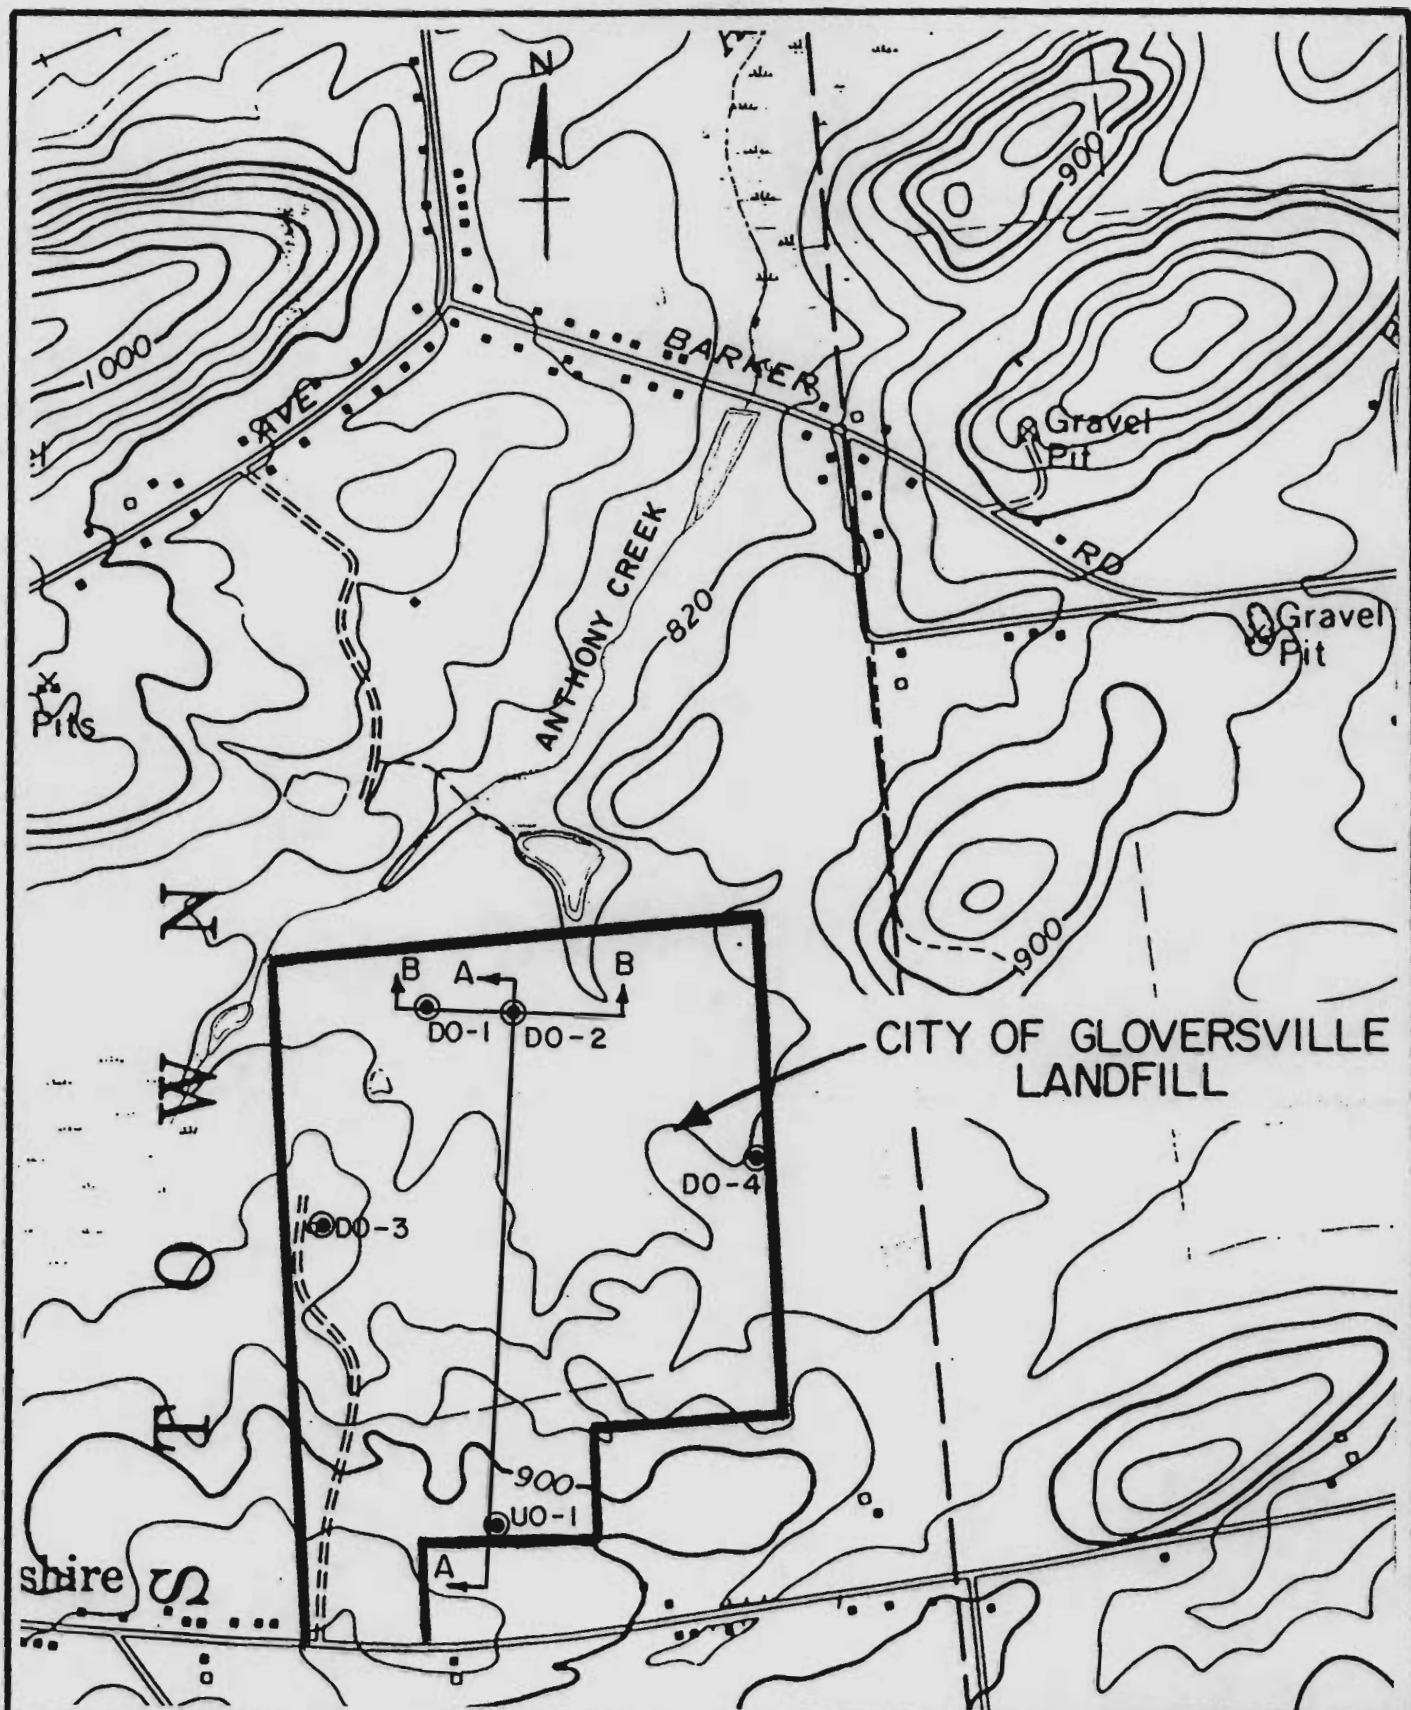 N
900
BARKER
1000
AVE
Gravel
Pit
RD
ANTHONY CREEK
820
Gravel
Pit
Pits
N
900
B
A
B
DO-1
DO-2
CITY OF GLOVERSVILLE
LANDFILL
W
DO-4
DO-3
O
T
900
UO-1
A
shire
S